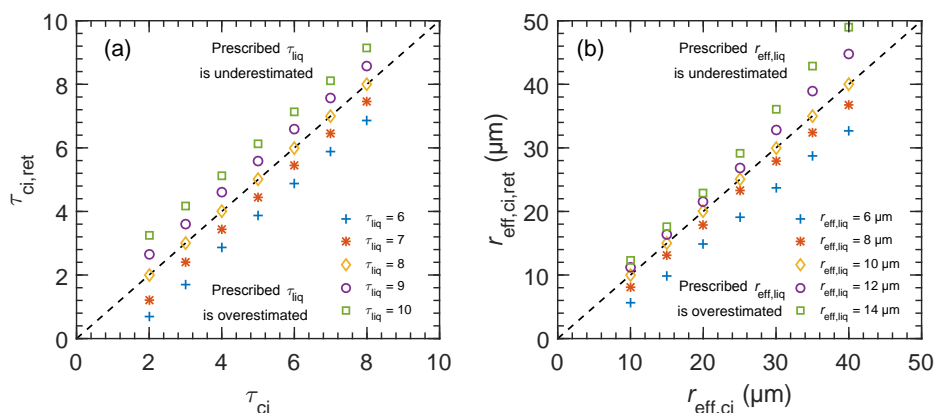 (a)
Prescribed τliq
is underestimated
10
8
6
4
2
0
τci,ret
τliq = 6
τliq = 7
τliq = 8
τliq = 9
τliq = 10
Prescribed τliq
is overestimated
0 2 4 6 8 10
τci
(b)
Prescribed reff,liq
is underestimated
50
40
30
20
10
0
reff,ci,ret (µm)
reff,liq = 6 µm
reff,liq = 8 µm
reff,liq = 10 µm
reff,liq = 12 µm
reff,liq = 14 µm
Prescribed reff,liq
is overestimated
0 10 20 30 40 50
reff,ci (µm)